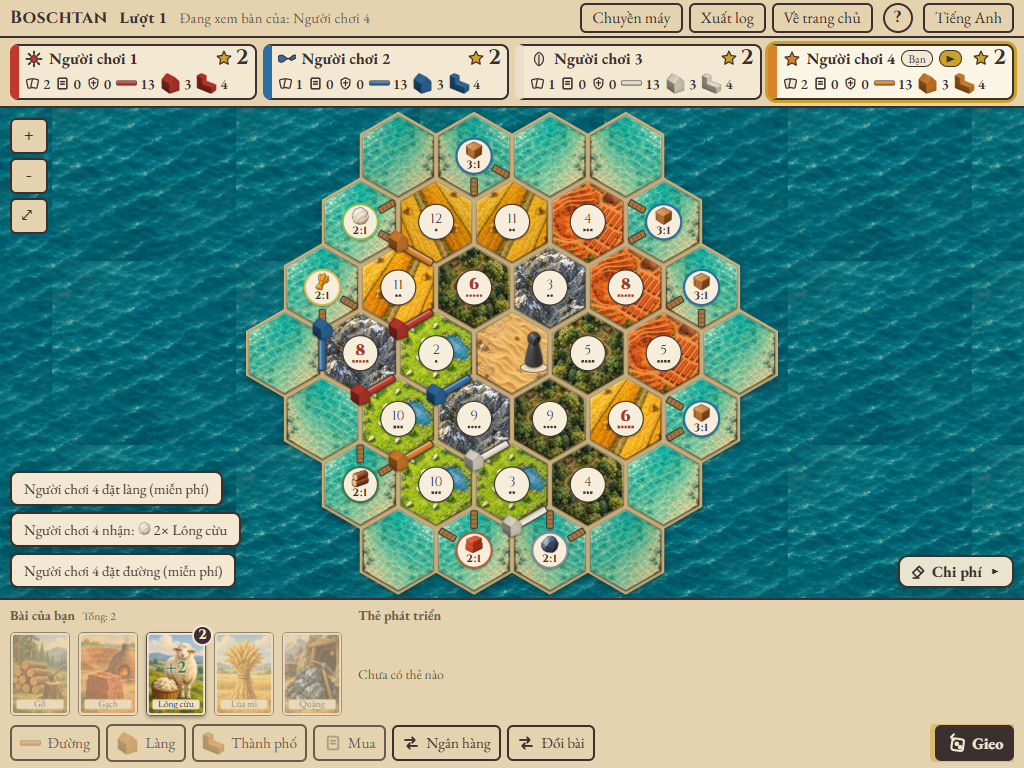 BOSCHTAN Lượt 1 Đang xem bàn của: Người chơi 4 Chuyền máy Xuất log Về trang chủ ? Tiếng Anh
Người chơi 1 2 Người chơi 2 2 Người chơi 3 2 Người chơi 4 Bạn ► 2
2 0 0 13 3 4 1 0 0 13 3 4 1 0 0 13 3 4 2 0 0 13 3 4
+
-
3:1
2:1 12 11 4 3:1
2:1 11 6 3 8 3:1
8 2 5 5
10 9 9 6 3:1
2:1 10 3 4
2:1 2:1
Người chơi 4 đặt làng (miễn phí)
Người chơi 4 nhận: 2× Lông cừu
Người chơi 4 đặt đường (miễn phí)
Chi phí ►
Bài của bạn Tổng: 2 Thẻ phát triển
2
+2
Gỗ Gạch Lông cừu Lúa mì Quặng
Chưa có thẻ nào
Đường Làng Thành phố Mua Ngân hàng Đổi bài Gieo